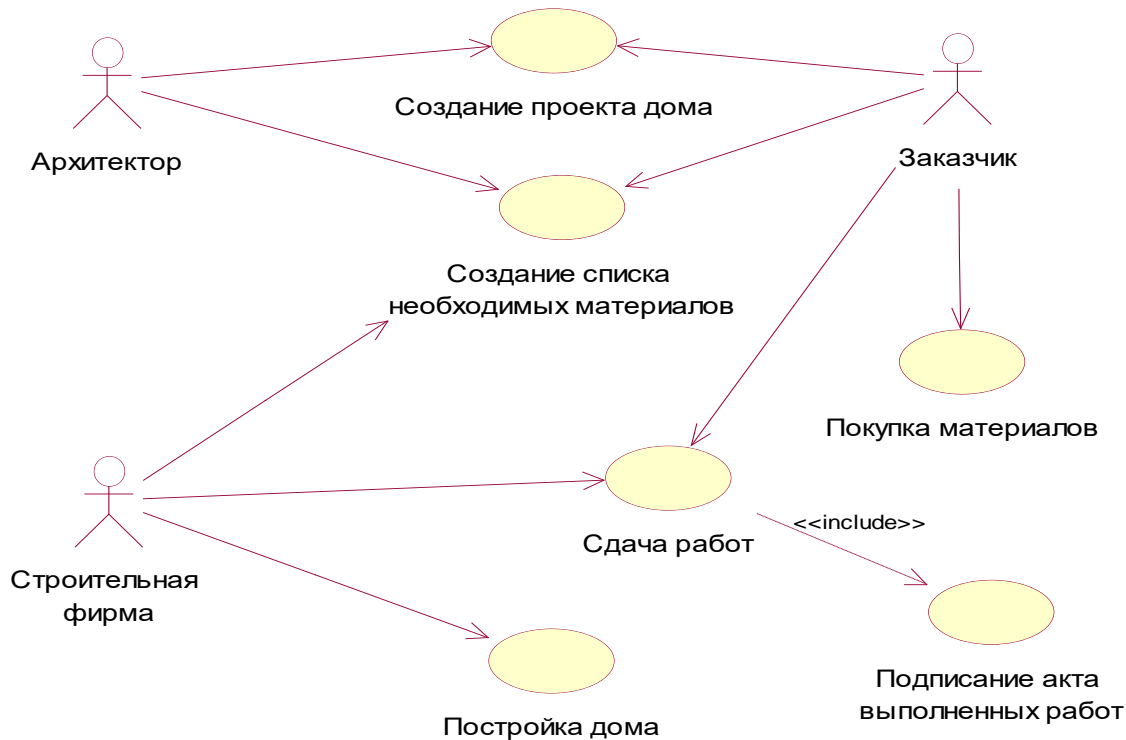 Создание проекта дома
Архитектор
Заказчик
Создание списка
необходимых материалов
Покупка материалов
<<include>>
Сдача работ
Строительная
фирма
Подписание акта
выполненных работ
Постройка дома